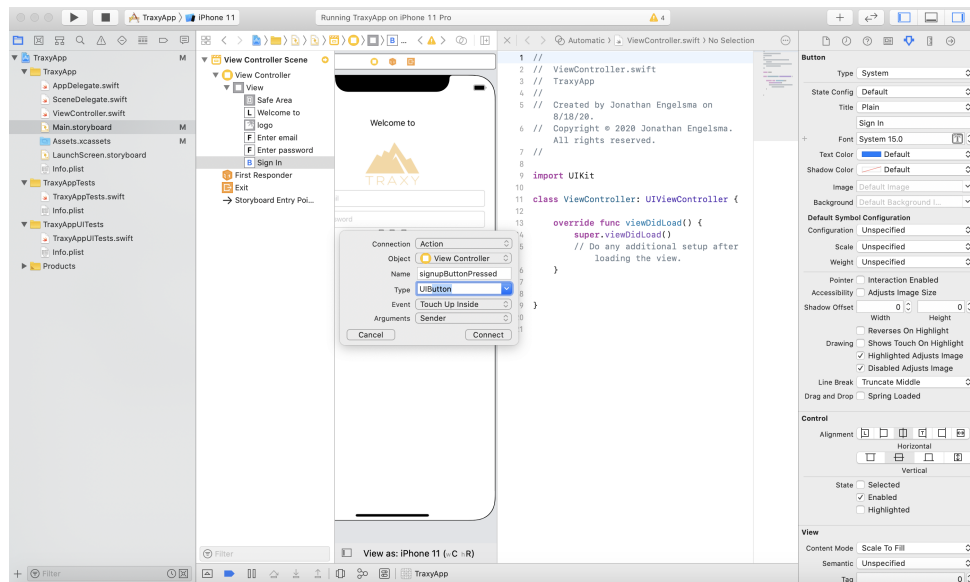 TraxyApp
iPhone 11
Running TraxyApp on iPhone 11 Pro
4
Automatic
ViewController.swift
No Selection
TraxyApp
M
TraxyApp
AppDelegate.swift
SceneDelegate.swift
ViewController.swift
Main.storyboard
M
Assets.xcassets
M
LaunchScreen.storyboard
Info.plist
TraxyAppTests
TraxyAppTests.swift
Info.plist
TraxyAppUITests
TraxyAppUITests.swift
Info.plist
Products
Filter
View Controller Scene
View Controller
View
Safe Area
L Welcome to
logo
F Enter email
F Enter password
B Sign In
First Responder
Exit
Storyboard Entry Poi...
Filter
Welcome to
TRAXY
Connection Action
Object View Controller
Name signupButtonPressed
Type UIButton
Event Touch Up Inside
Arguments Sender
Cancel
Connect
View as: iPhone 11 (wC hR)
TraxyApp
1 //
2 // ViewController.swift
3 // TraxyApp
4 //
5 // Created by Jonathan Engelsma on
8/18/20.
6 // Copyright © 2020 Jonathan Engelsma.
All rights reserved.
7 //
8
9 import UIKit
10
11 class ViewController: UIViewController {
12
13 override func viewDidLoad() {
14 super.viewDidLoad()
// Do any additional setup after
loading the view.
}
}
Button
Type System
State Config Default
Title Plain
Sign In
Font System 15.0
Text Color Default
Shadow Color Default
Image Default Image
Background Default Background I...
Default Symbol Configuration
Configuration Unspecified
Scale Unspecified
Weight Unspecified
Pointer Interaction Enabled
Accessibility Adjusts Image Size
Shadow Offset 0 0
Width Height
Reverses On Highlight
Drawing Shows Touch On Highlight
Highlighted Adjusts Image
Disabled Adjusts Image
Line Break Truncate Middle
Drag and Drop Spring Loaded
Control
Alignment
Horizontal
Vertical
State Selected
Enabled
Highlighted
View
Content Mode Scale To Fill
Semantic Unspecified
Tag 0